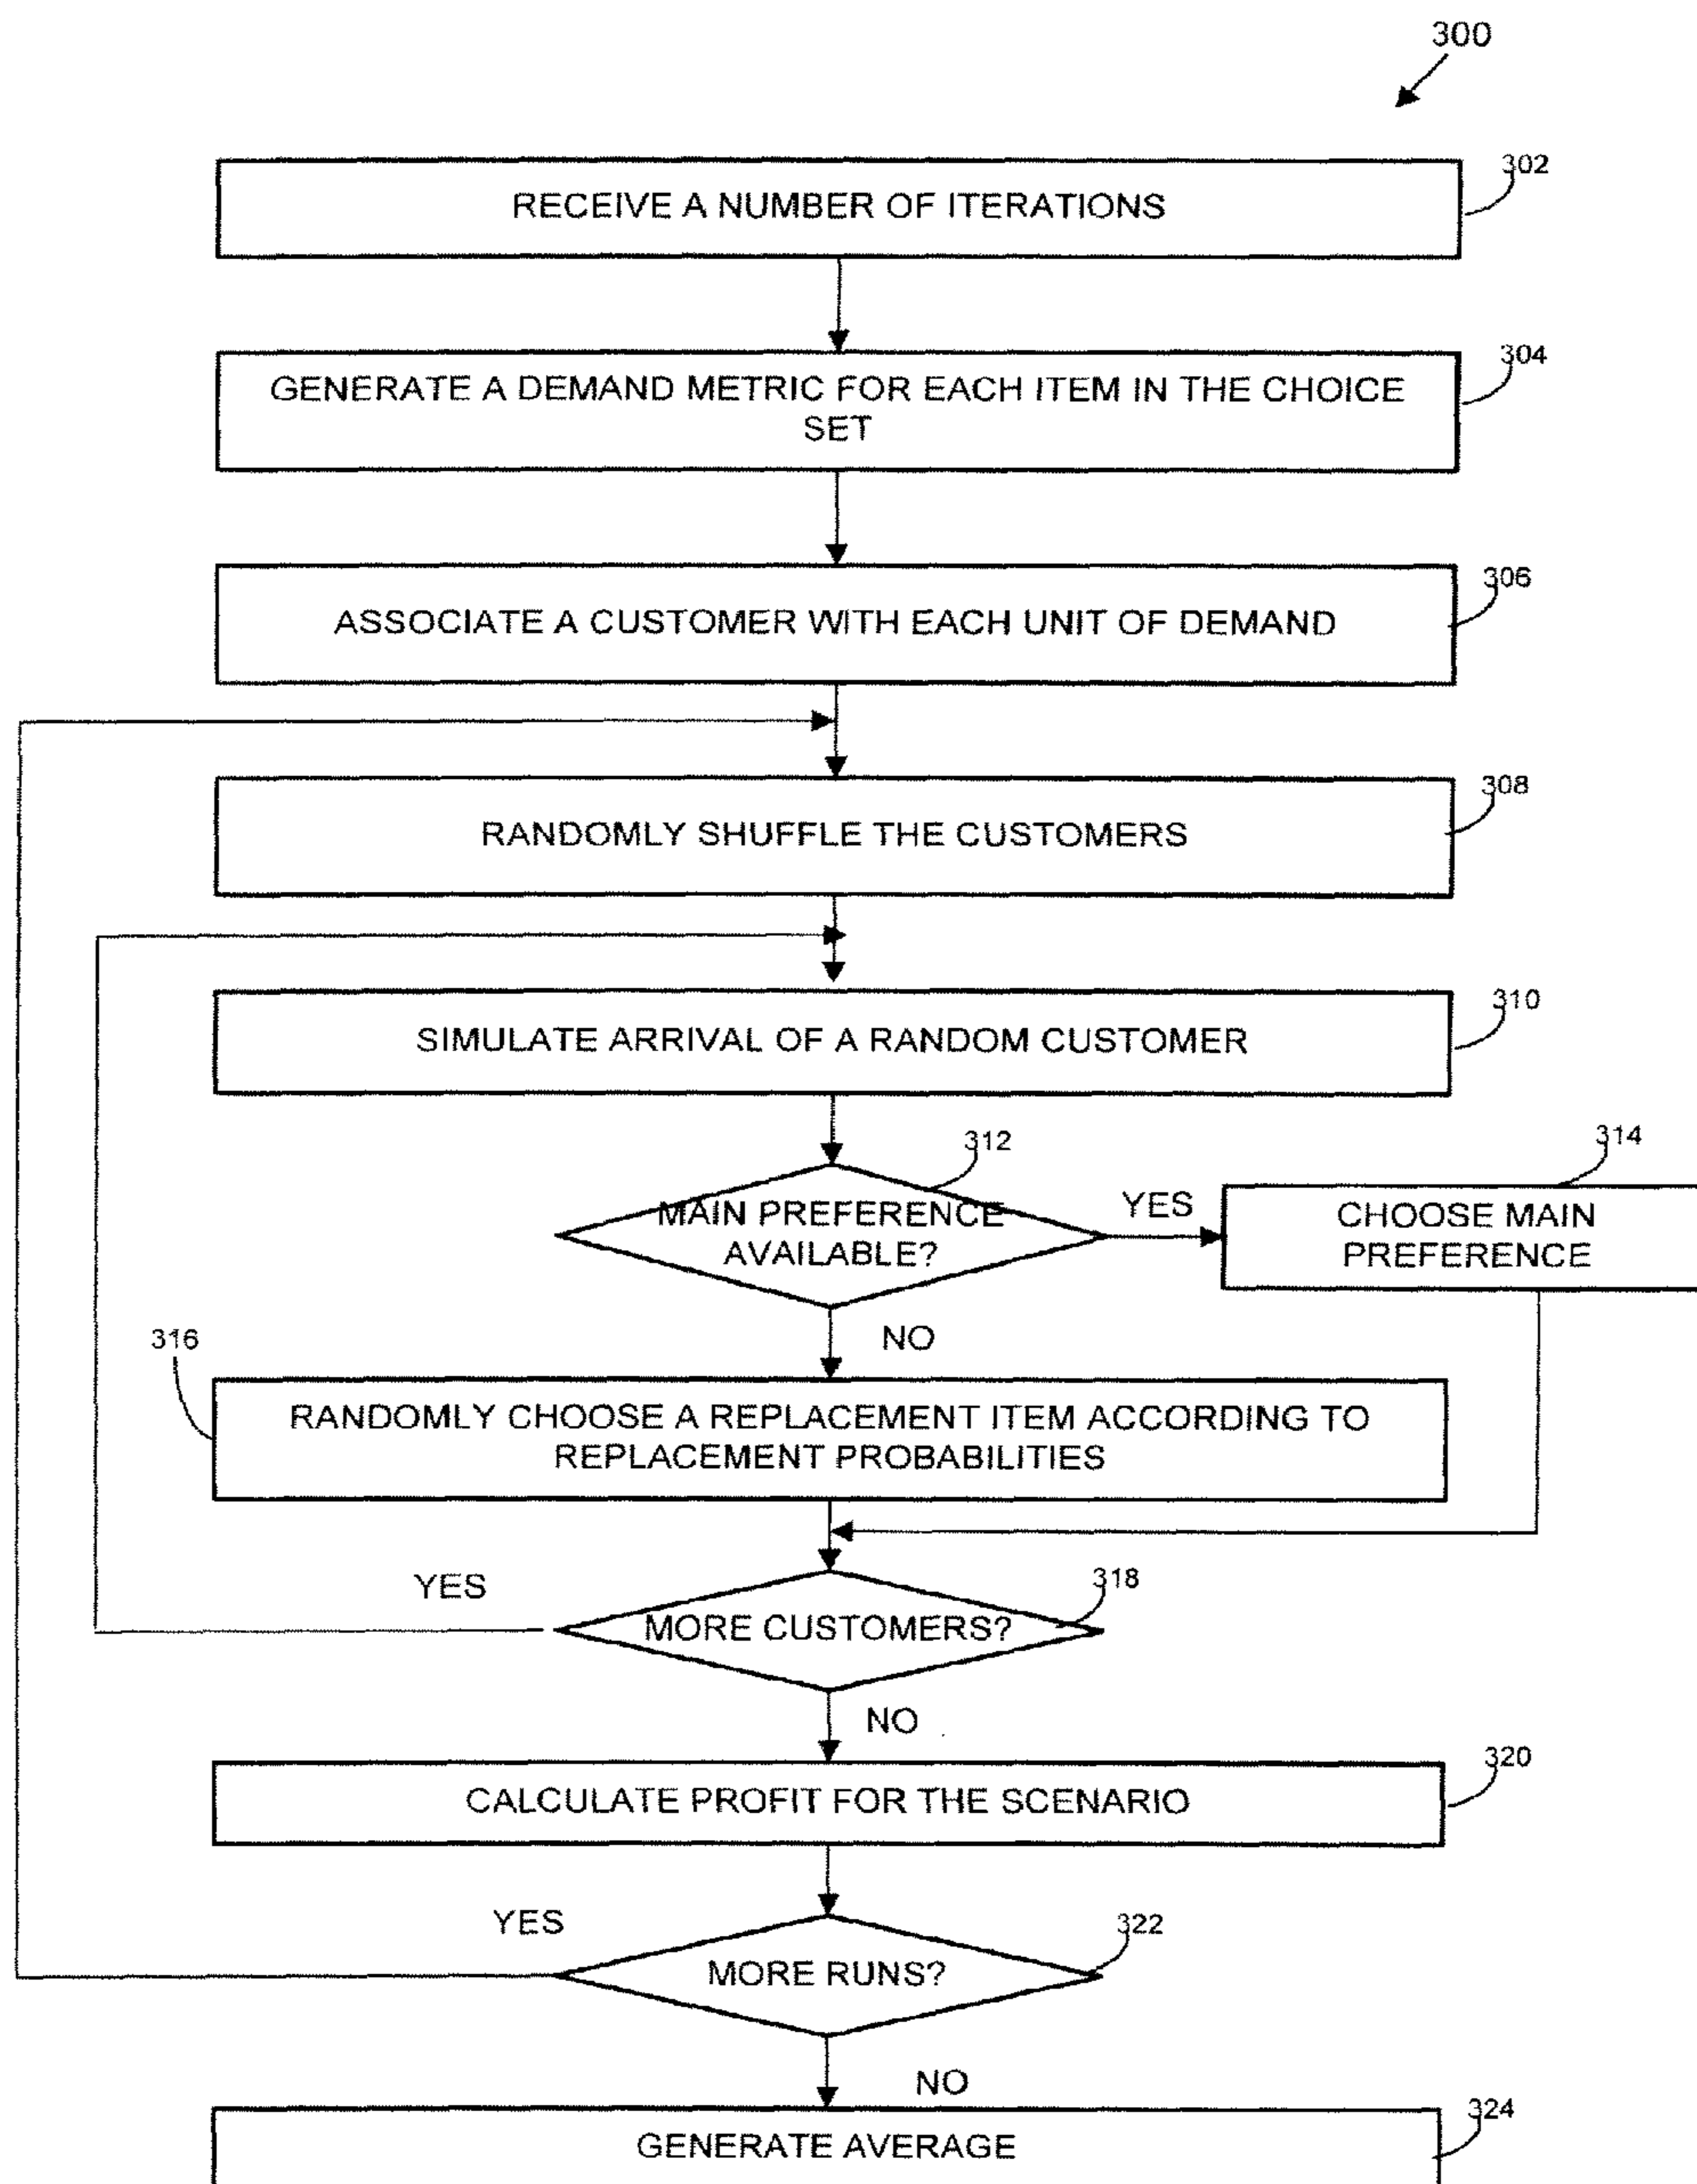 300
302
RECEIVE A NUMBER OF ITERATIONS
304
GENERATE A DEMAND METRIC FOR EACH ITEM IN THE CHOICE
SET
306
ASSOCIATE A CUSTOMER WITH EACH UNIT OF DEMAND
308
RANDOMLY SHUFFLE THE CUSTOMERS
310
SIMULATE ARRIVAL OF A RANDOM CUSTOMER
312
MAIN PREFERENCE
AVAILABLE?
YES
314
CHOOSE MAIN
PREFERENCE
NO
316
RANDOMLY CHOOSE A REPLACEMENT ITEM ACCORDING TO
REPLACEMENT PROBABILITIES
YES
318
MORE CUSTOMERS?
NO
320
CALCULATE PROFIT FOR THE SCENARIO
YES
322
MORE RUNS?
NO
324
GENERATE AVERAGE